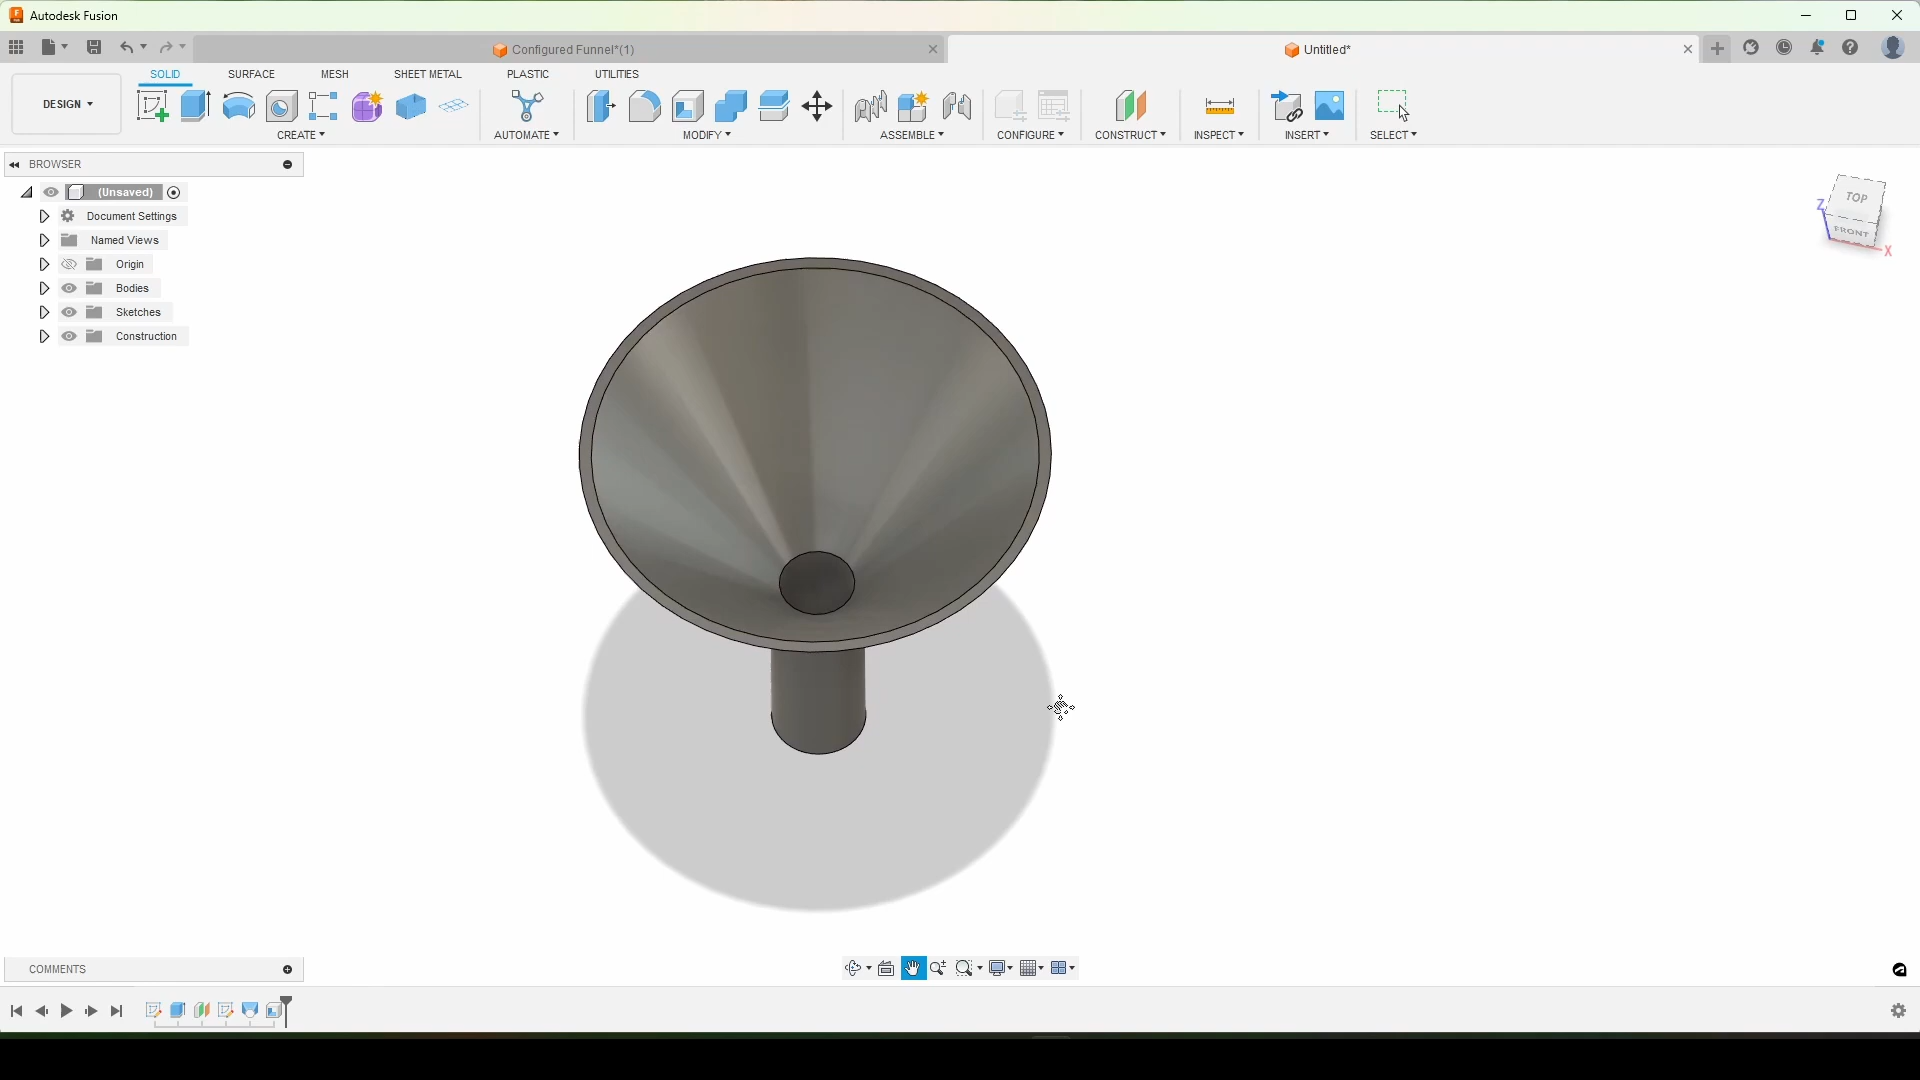 Autodesk Fusion
Configured Funnel*(1)
Untitled*
DESIGN
SOLID SURFACE MESH SHEET METAL PLASTIC UTILITIES
CREATE AUTOMATE MODIFY ASSEMBLE CONFIGURE CONSTRUCT INSPECT INSERT SELECT
BROWSER
(Unsaved)
Document Settings
Named Views
Origin
Bodies
Sketches
Construction
TOP
FRONT
Z
X
COMMENTS